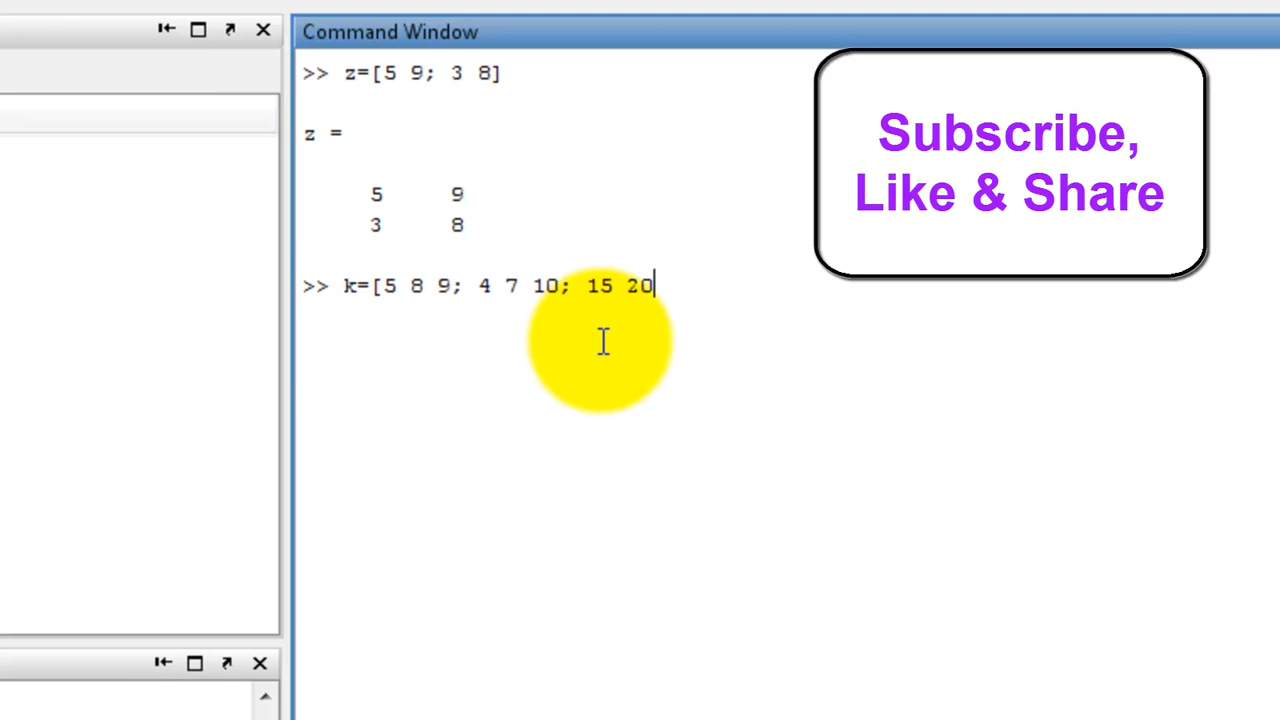 Command Window
>> z=[5 9; 3 8]
z =
5 9
3 8
>> k=[5 8 9; 4 7 10; 15 20
Subscribe,
Like & Share